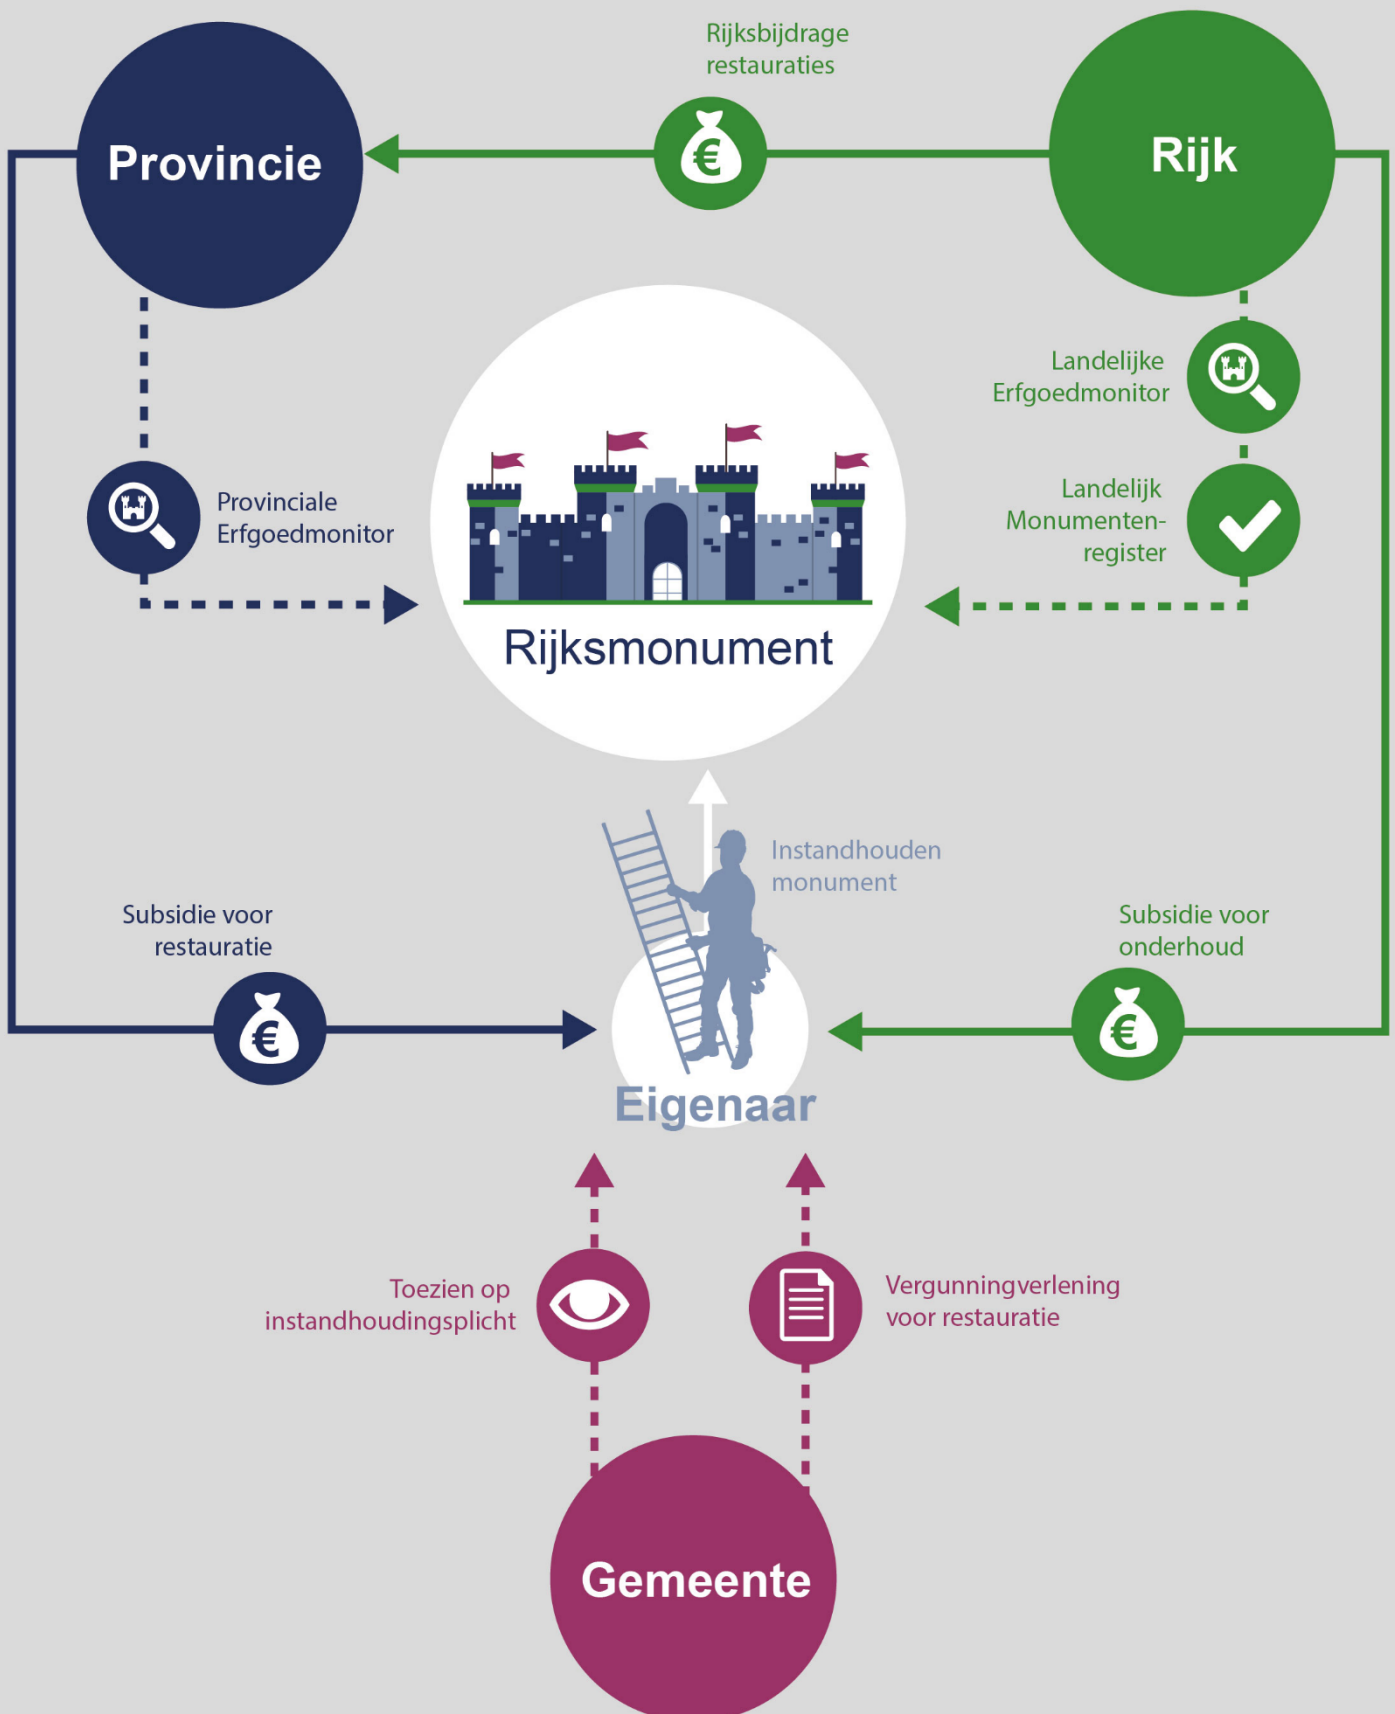 Rijksbijdrage
restauraties
Provincie
€
Rijk
Landelijke
Erfgoedmonitor
Provinciale
Erfgoedmonitor
Landelijk
Monumenten-
register
Rijksmonument
Instandhouden
monument
Subsidie voor
restauratie
€
Subsidie voor
onderhoud
€
Eigenaar
Toezien op
instandhoudingsplicht
Vergunningverlening
voor restauratie
Gemeente